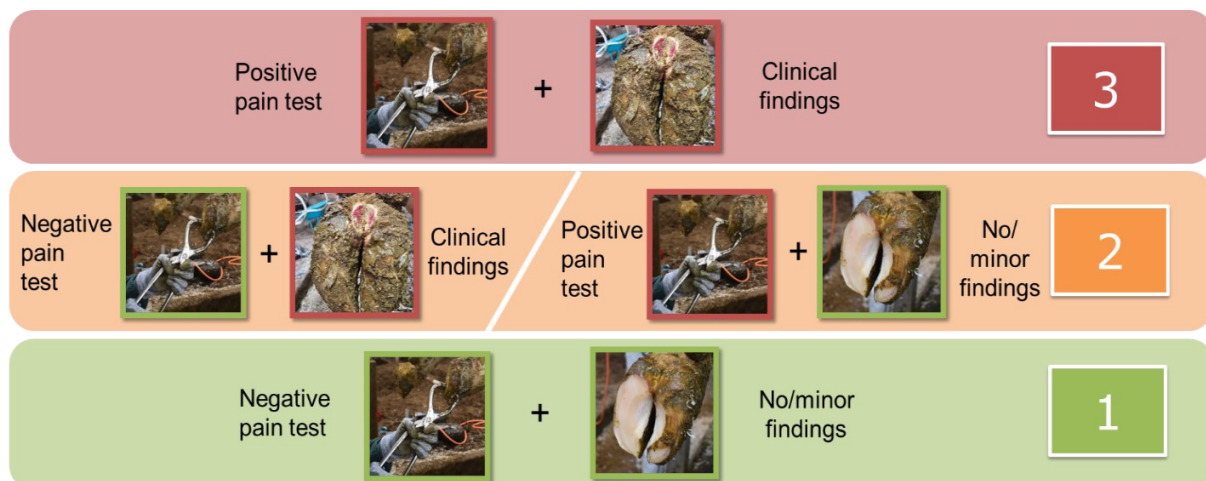 Positive
pain test
+
Clinical
findings
3
Negative
pain
test
+
Clinical
findings
Positive
pain
test
+
No/
minor
findings
2
Negative
pain test
+
No/minor
findings
1